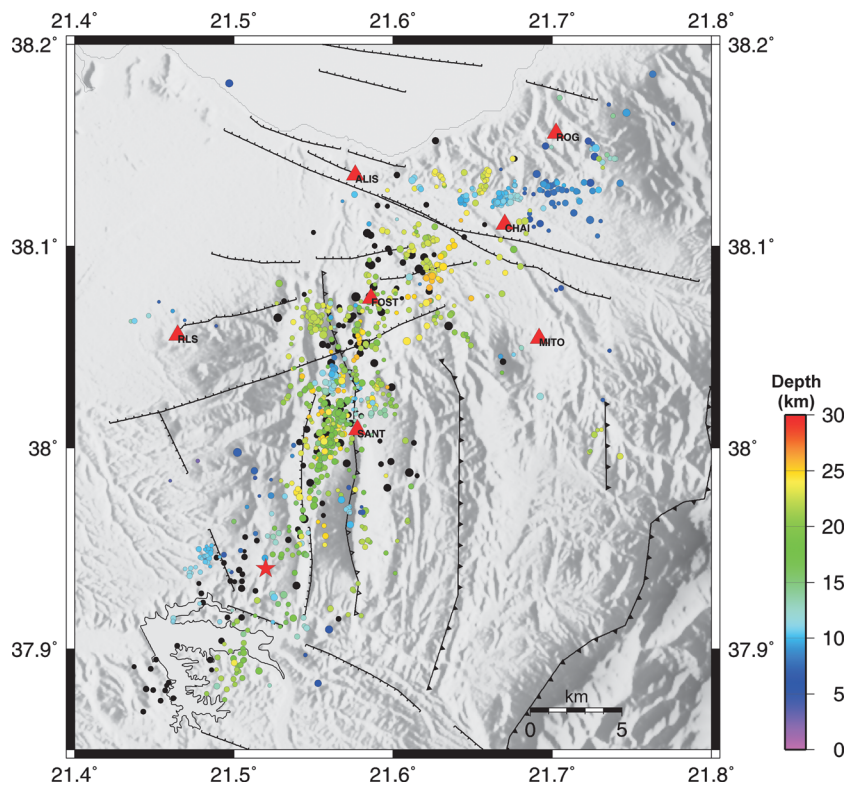 21.4° 21.5° 21.6° 21.7° 21.8°
38.2° 38.2°
ROG
ALIS
CHAI
38.1° 38.1°
FOST
RLS
MITO
Depth
(km)
30
SANT
38° 38°
25
20
15
10
37.9° 37.9°
km
5
0 5
0
21.4° 21.5° 21.6° 21.7° 21.8°